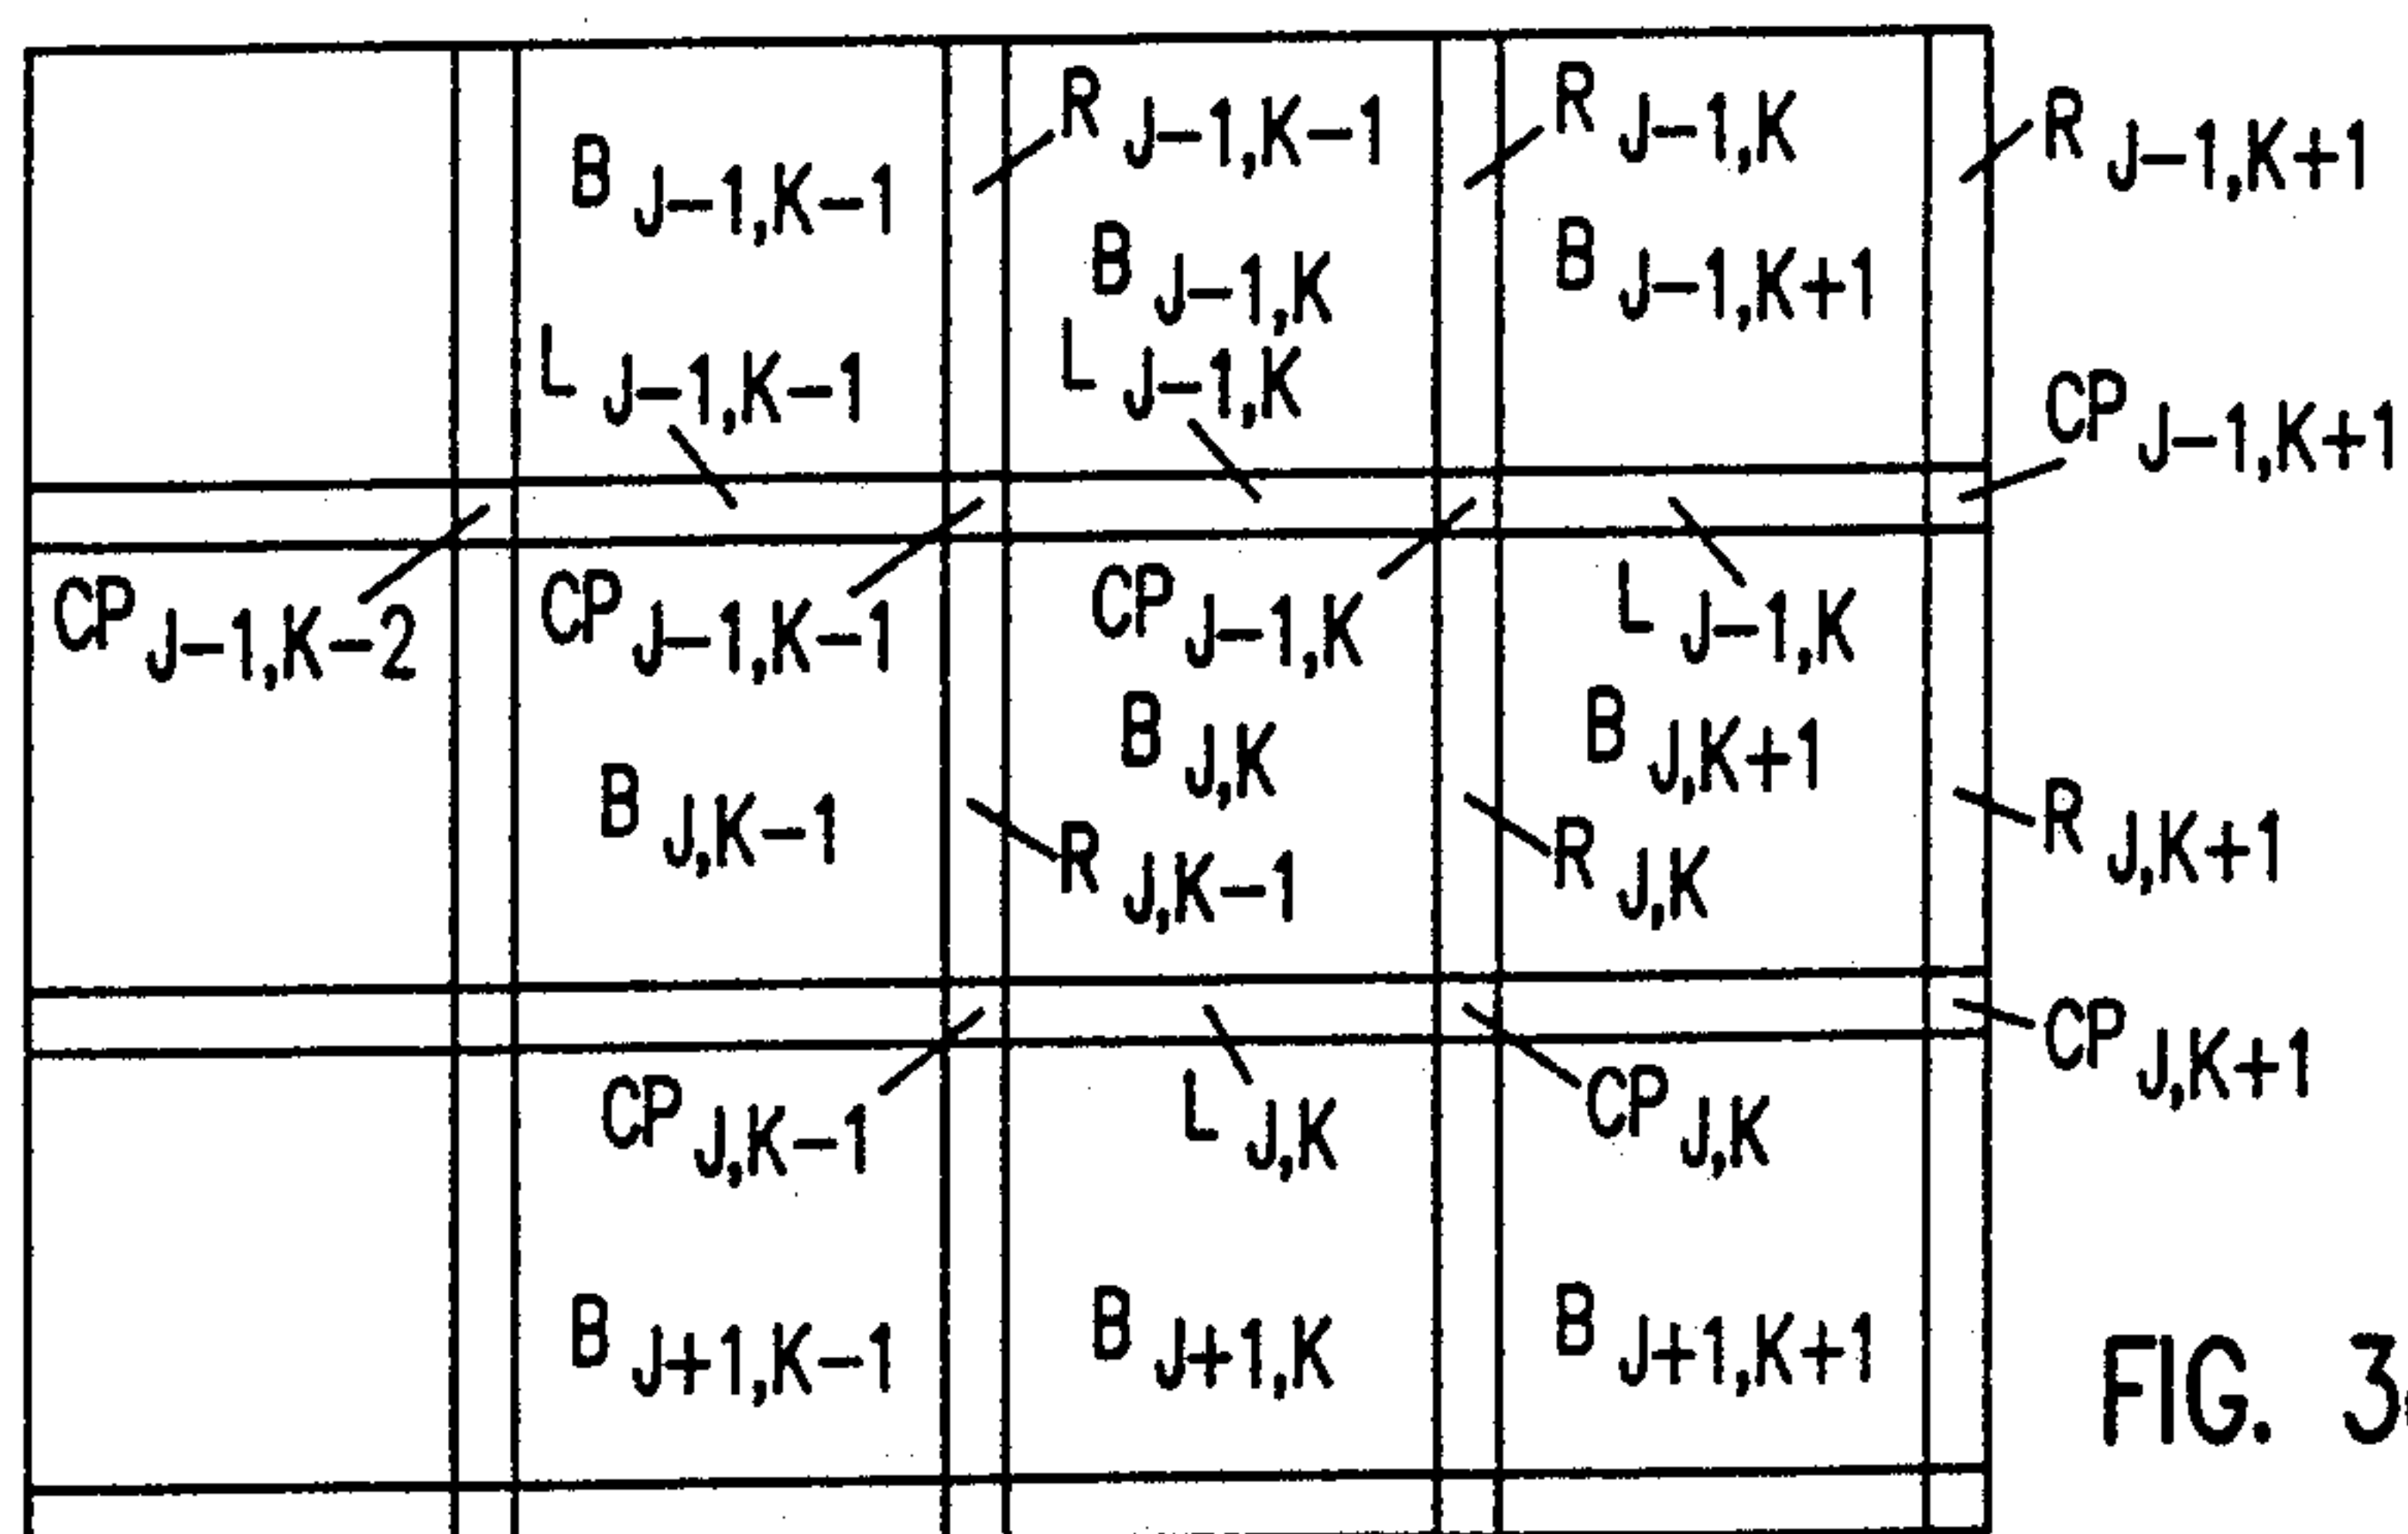 R J-1,K-1
R J-1,K
R J-1,K+1
B J-1,K-1
B J-1,K
B J-1,K+1
L J-1,K-1
L J-1,K
CP J-1,K+1
CP J-1,K-2
CP J-1,K-1
CP J-1,K
L J-1,K
B J,K-1
B J,K
B J,K+1
R J,K-1
R J,K
R J,K+1
CP J,K+1
CP J,K-1
L J,K
CP J,K
B J+1,K-1
B J+1,K
B J+1,K+1
FIG. 3